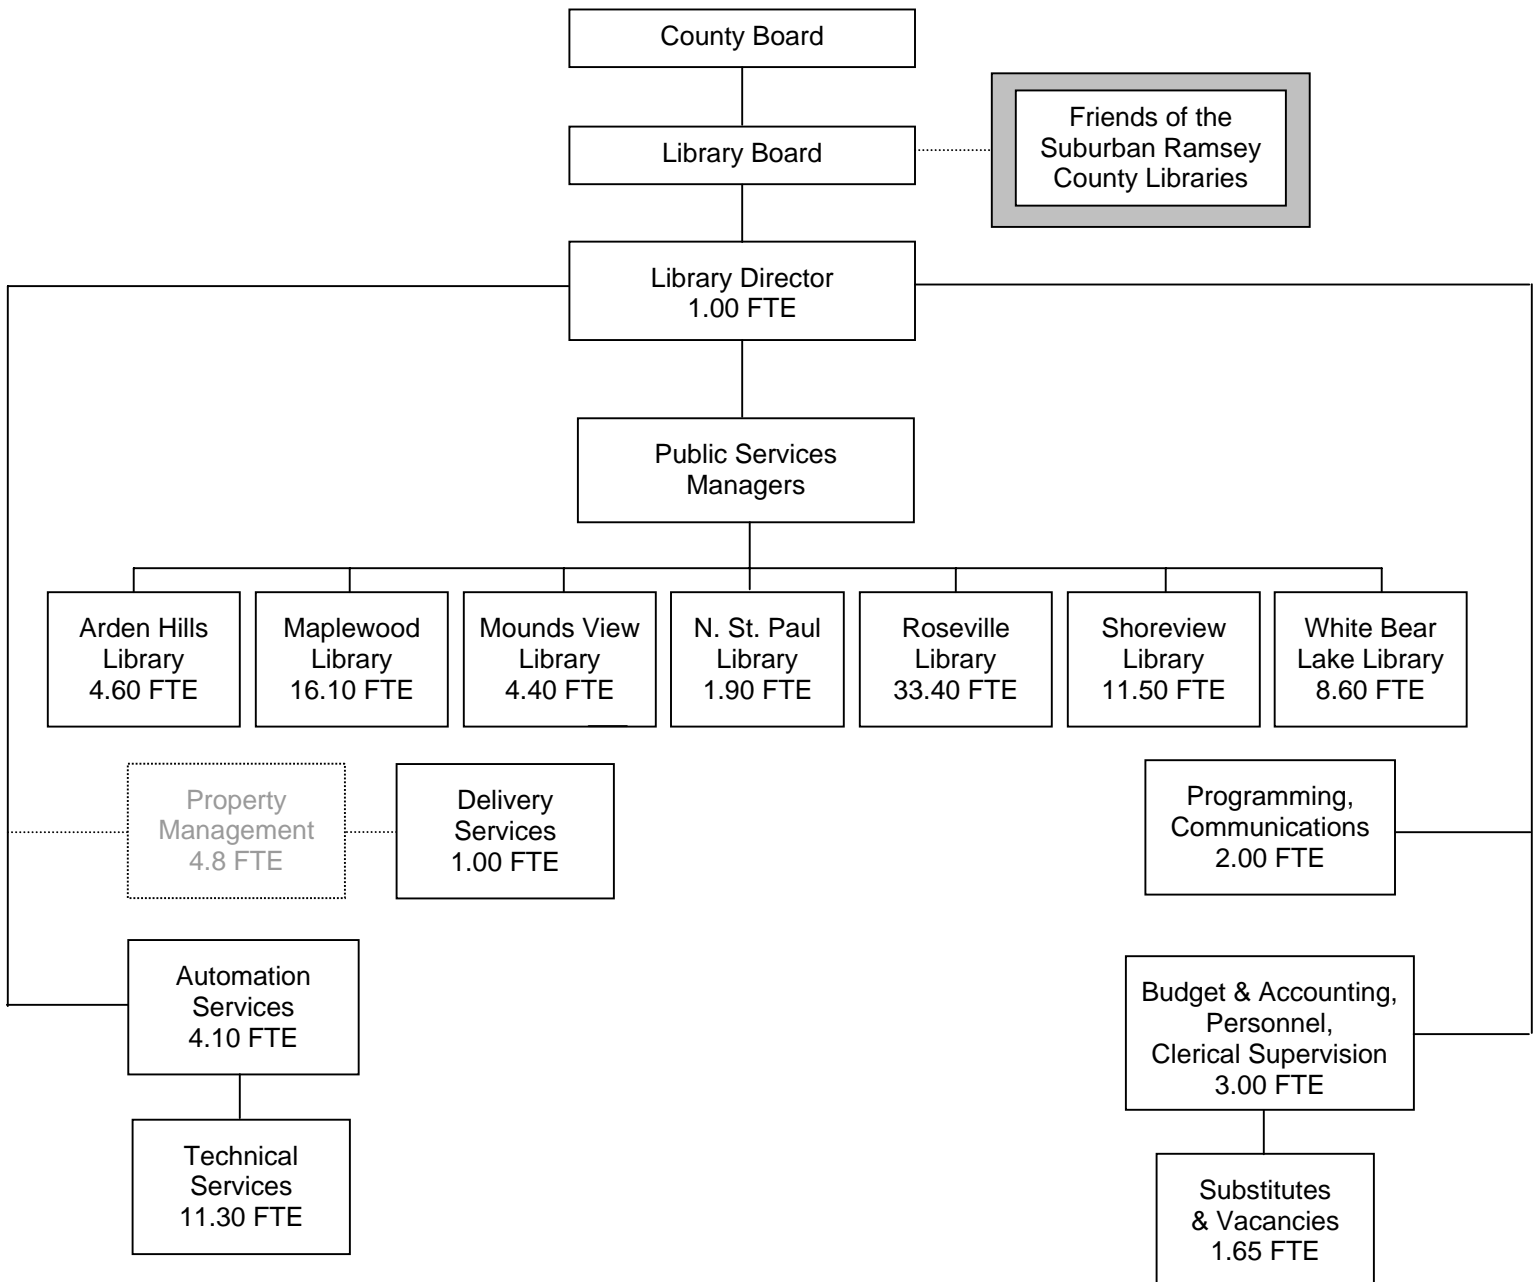 County Board
Friends of the
Suburban Ramsey
County Libraries
Library Board
Library Director
1.00 FTE
Public Services
Managers
Arden Hills
Library
4.60 FTE
Maplewood
Library
16.10 FTE
Mounds View
Library
4.40 FTE
N. St. Paul
Library
1.90 FTE
Roseville
Library
33.40 FTE
Shoreview
Library
11.50 FTE
White Bear
Lake Library
8.60 FTE
Property
Management
4.8 FTE
Delivery
Services
1.00 FTE
Programming,
Communications
2.00 FTE
Automation
Services
4.10 FTE
Budget & Accounting,
Personnel,
Clerical Supervision
3.00 FTE
Technical
Services
11.30 FTE
Substitutes
& Vacancies
1.65 FTE